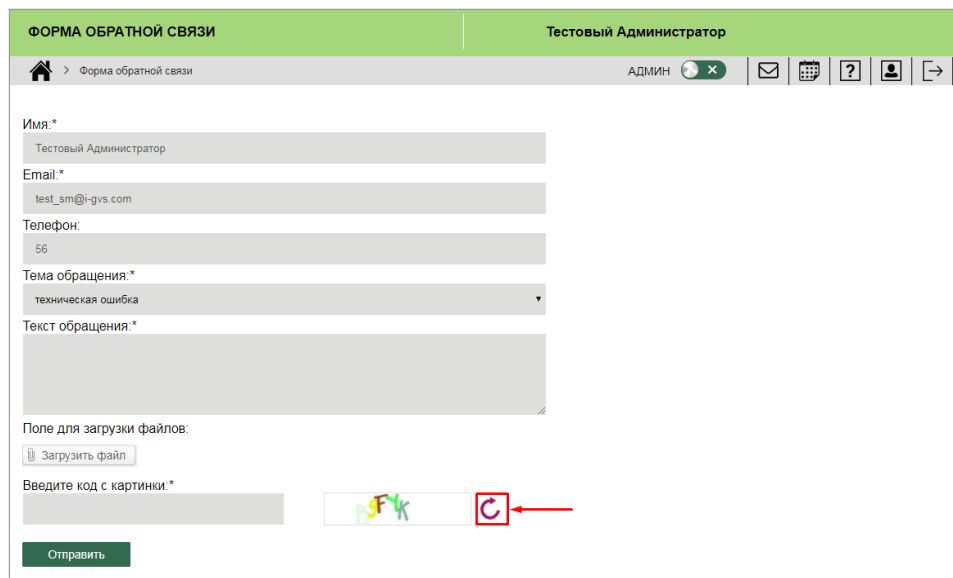 ФОРМА ОБРАТНОЙ СВЯЗИ
Тестовый Администратор
> Форма обратной связи
АДМИН
Имя:*
Тестовый Администратор
Email:*
test_sm@i-gvs.com
Телефон:
56
Тема обращения:*
техническая ошибка
Текст обращения:*
Поле для загрузки файлов:
Загрузить файл
Введите код с картинки:*
Отправить